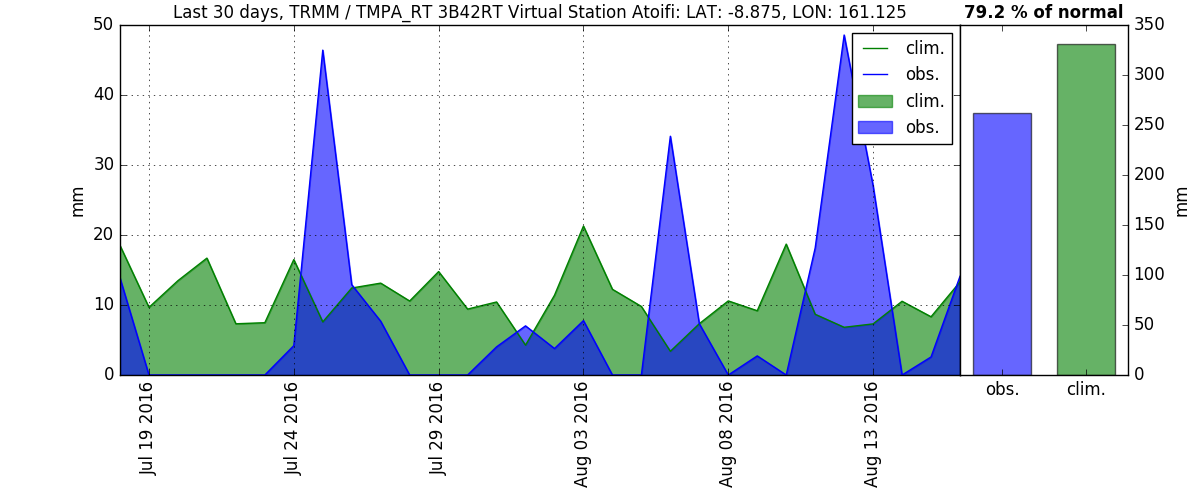 Last 30 days, TRMM / TMPA_RT 3B42RT Virtual Station Atoifi: LAT: -8.875, LON: 161.125
79.2 % of normal
50
40
30
20
10
0
mm
clim.
obs.
clim.
obs.
350
300
250
200
150
100
50
0
mm
obs.
clim.
Jul 19 2016
Jul 24 2016
Jul 29 2016
Aug 03 2016
Aug 08 2016
Aug 13 2016